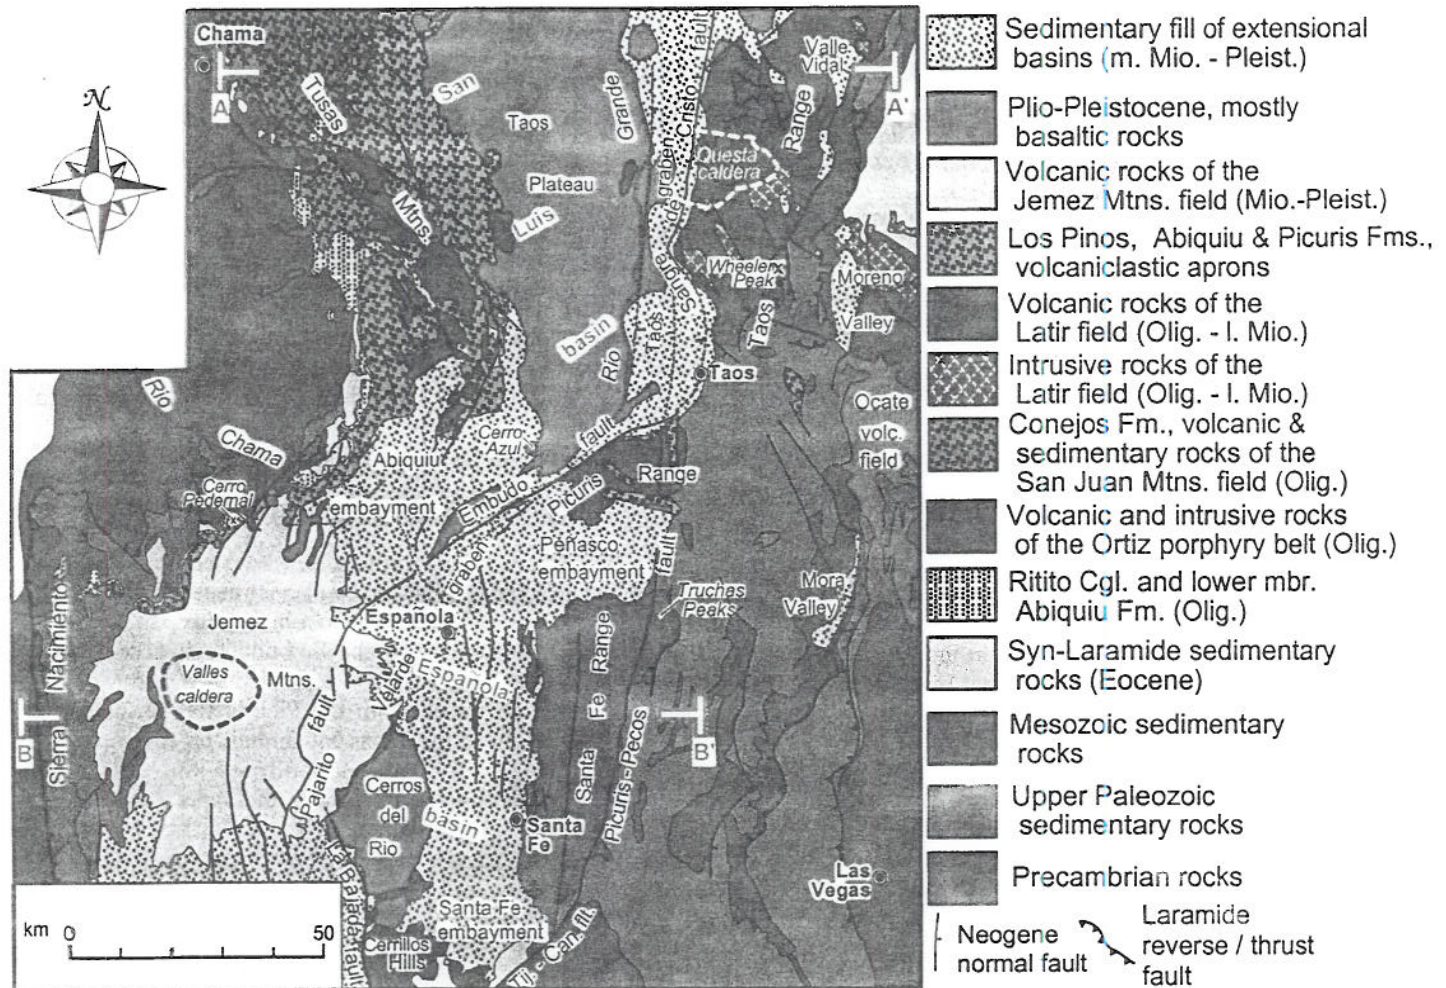 Chama
A
N
Tusas
Mtns.
San
Luis
basin
Taos
Plateau
Rio
Grande
de graben
Sangre
Cristo
fault
Taos
Questa
caldera
Range
Taos
Valle
Vidal
A'
Wheeler x
Peak
Moreno
Valley
Taos
Ocate
volc.
field
Rio
Chama
Cerro
Pedernal
Abiquiu
embayment
Cerro
Azul
Embudo
fault
Picuris
Range
Peñasco
embayment
fault
graben
Truchas
Peaks
Mora
Valley
Española
Jemez
Mtns.
Valles
caldera
Velarde
Española
basin
Nacimiento
Sierra
B
B'
Pajarito
fault
Santa
Fe
Range
Picuris - Pecos
Cerros
del
Rio
Santa
Fe
La Bajada fault
Las
Vegas
Santa Fe
embayment
Cerrillos
Hills
Tij. - Can. flt.
km 0 50
Sedimentary fill of extensional
basins (m. Mio. - Pleist.)
Plio-Pleistocene, mostly
basaltic rocks
Volcanic rocks of the
Jemez Mtns. field (Mio.-Pleist.)
Los Pinos, Abiquiu & Picuris Fms.,
volcaniclastic aprons
Volcanic rocks of the
Latir field (Olig. - l. Mio.)
Intrusive rocks of the
Latir field (Olig. - l. Mio.)
Conejos Fm., volcanic &
sedimentary rocks of the
San Juan Mtns. field (Olig.)
Volcanic and intrusive rocks
of the Ortiz porphyry belt (Olig.)
Ritito Cgl. and lower mbr.
Abiquiu Fm. (Olig.)
Syn-Laramide sedimentary
rocks (Eocene)
Mesozoic sedimentary
rocks
Upper Paleozoic
sedimentary rocks
Precambrian rocks
Neogene
normal fault
Laramide
reverse / thrust
fault